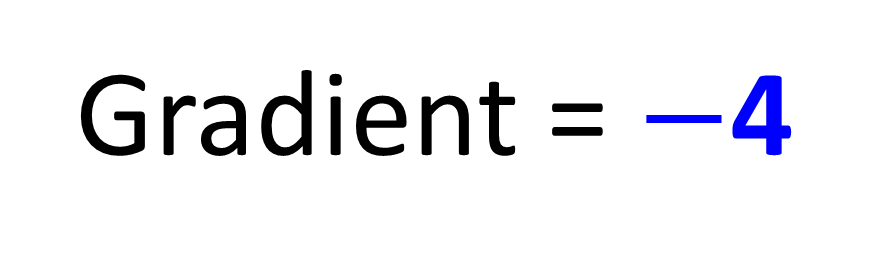 Gradient = −4